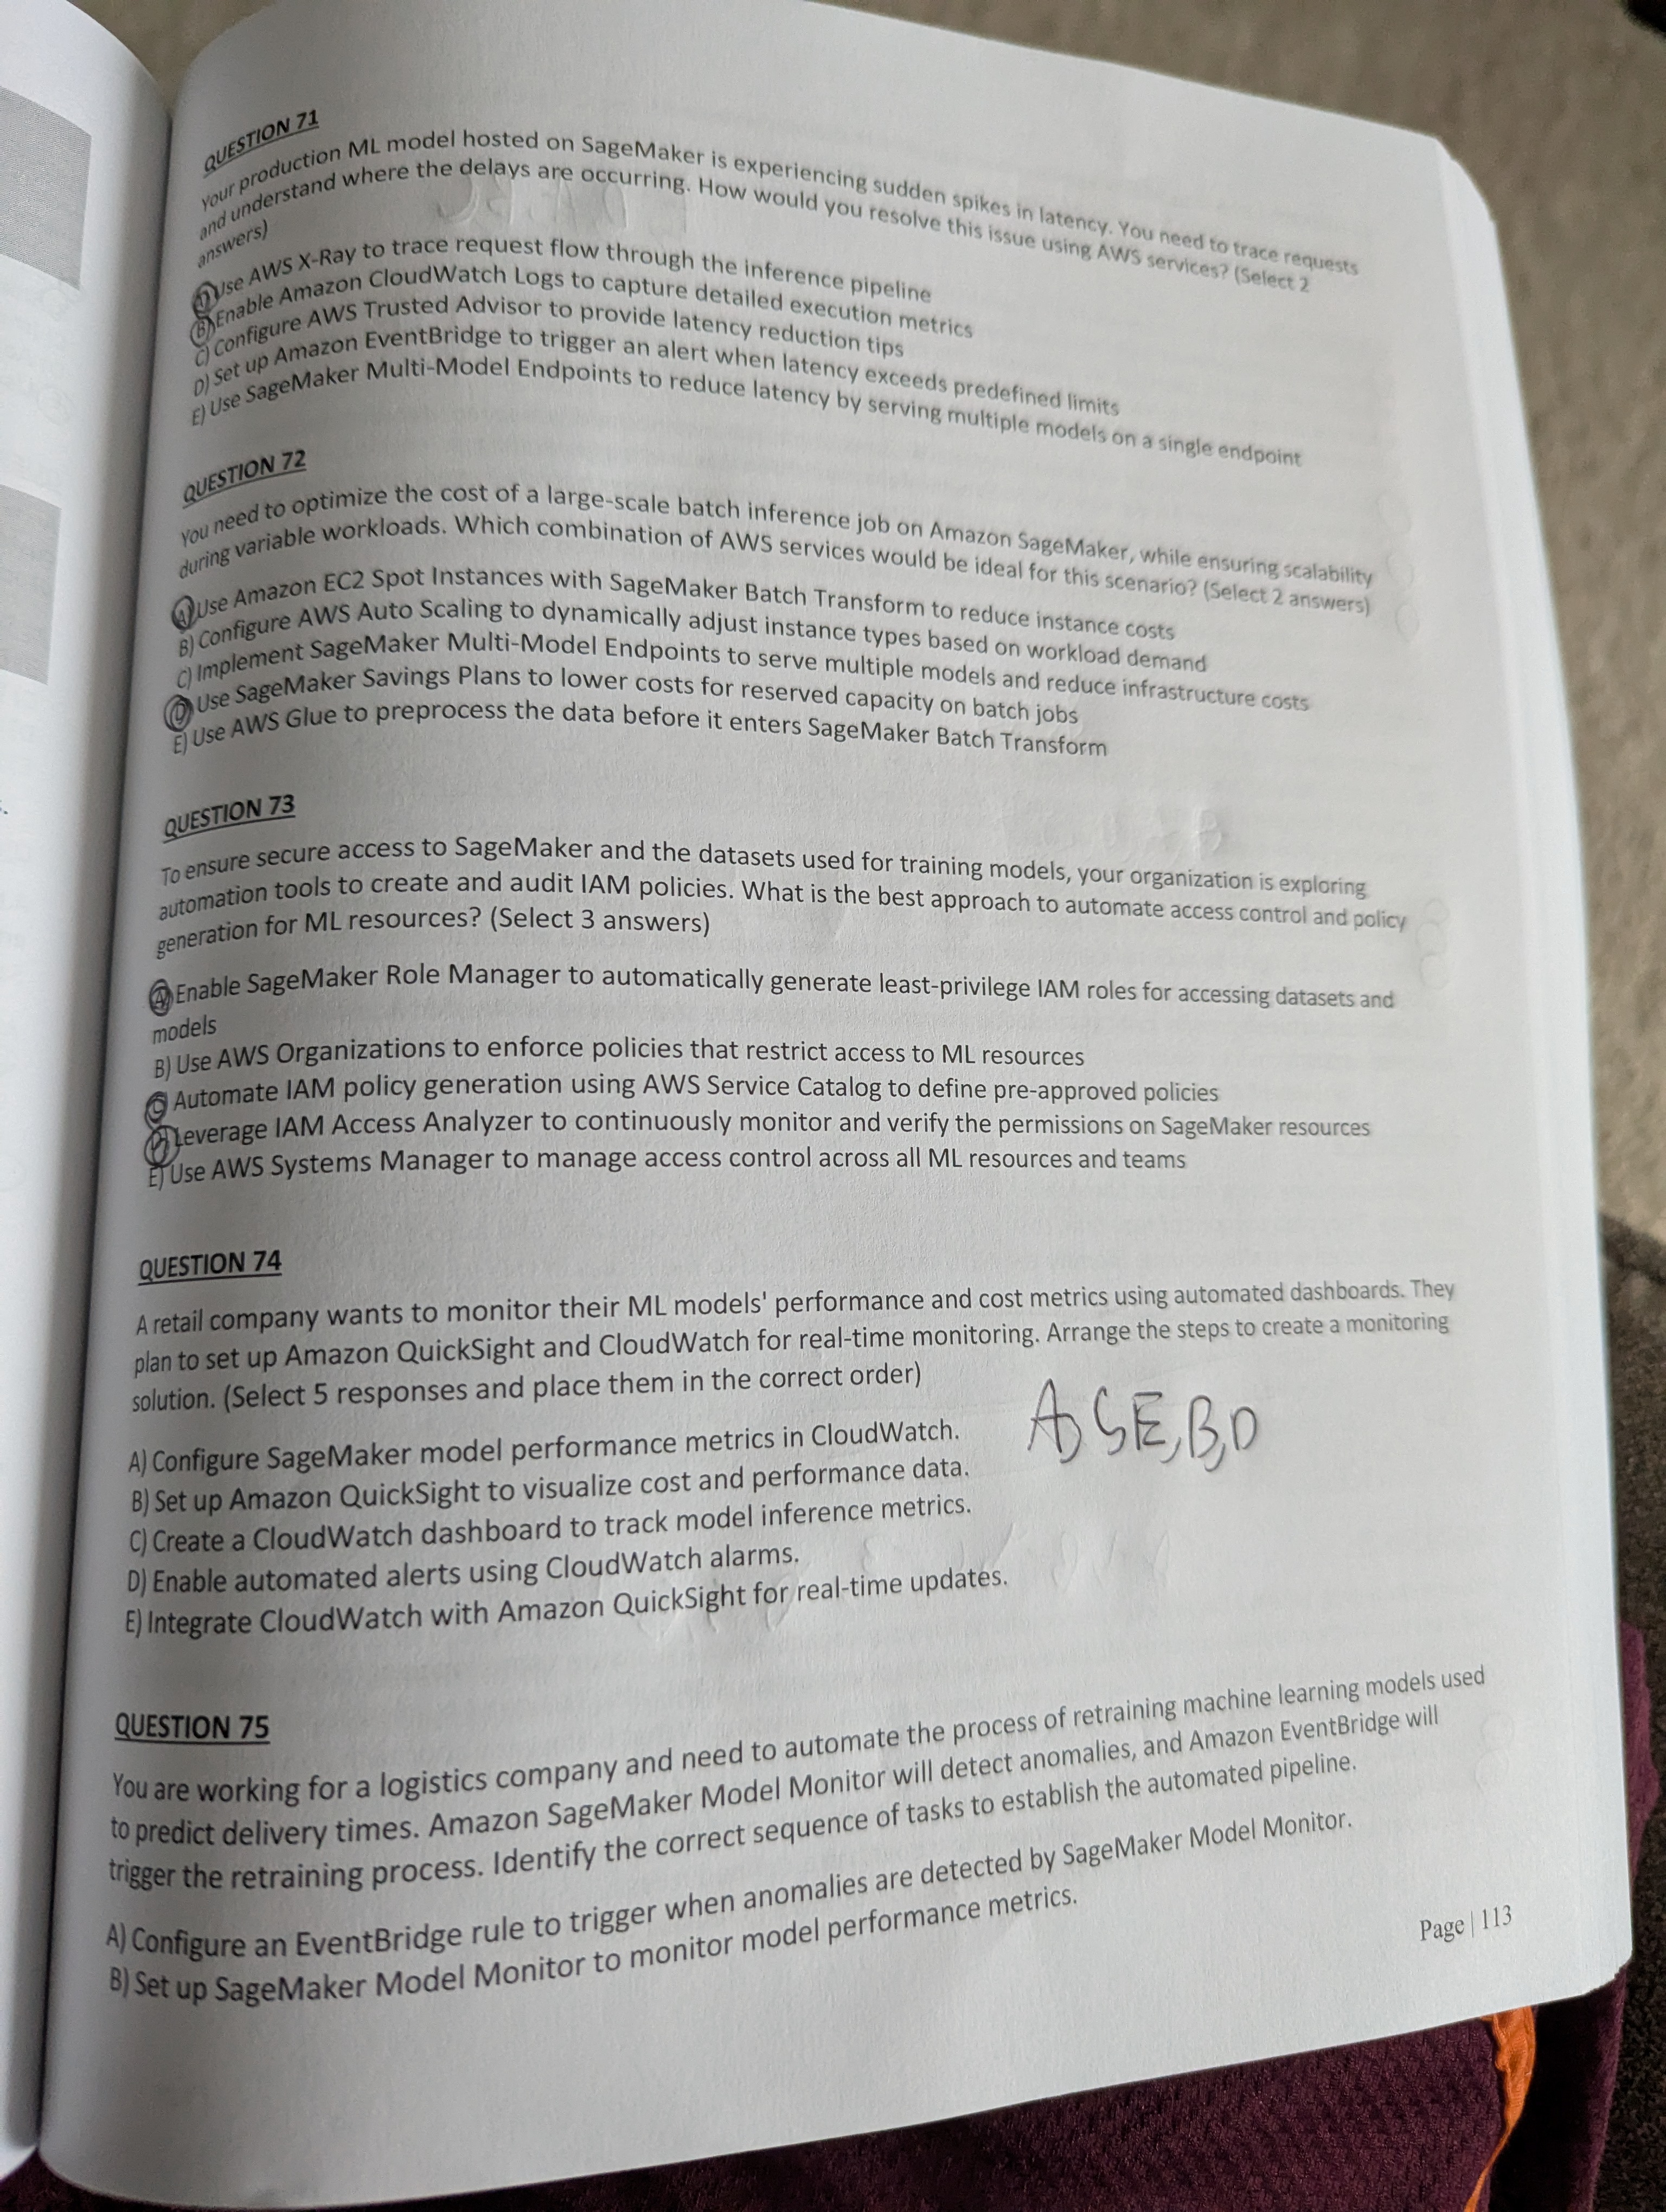 QUESTION 71
Your production ML model hosted on SageMaker is experiencing sudden spikes in latency. You need to trace requests
and understand where the delays are occurring. How would you resolve this issue using AWS services? (Select 2
answers)
A) Use AWS X-Ray to trace request flow through the inference pipeline
B) Enable Amazon CloudWatch Logs to capture detailed execution metrics
C) Configure AWS Trusted Advisor to provide latency reduction tips
D) Set up Amazon EventBridge to trigger an alert when latency exceeds predefined limits
E) Use SageMaker Multi-Model Endpoints to reduce latency by serving multiple models on a single endpoint
QUESTION 72
You need to optimize the cost of a large-scale batch inference job on Amazon SageMaker, while ensuring scalability
during variable workloads. Which combination of AWS services would be ideal for this scenario? (Select 2 answers)
A) Use Amazon EC2 Spot Instances with SageMaker Batch Transform to reduce instance costs
B) Configure AWS Auto Scaling to dynamically adjust instance types based on workload demand
C) Implement SageMaker Multi-Model Endpoints to serve multiple models and reduce infrastructure costs
D) Use SageMaker Savings Plans to lower costs for reserved capacity on batch jobs
E) Use AWS Glue to preprocess the data before it enters SageMaker Batch Transform
QUESTION 73
To ensure secure access to SageMaker and the datasets used for training models, your organization is exploring
automation tools to create and audit IAM policies. What is the best approach to automate access control and policy
generation for ML resources? (Select 3 answers)
A) Enable SageMaker Role Manager to automatically generate least-privilege IAM roles for accessing datasets and
models
B) Use AWS Organizations to enforce policies that restrict access to ML resources
C) Automate IAM policy generation using AWS Service Catalog to define pre-approved policies
D) Leverage IAM Access Analyzer to continuously monitor and verify the permissions on SageMaker resources
E) Use AWS Systems Manager to manage access control across all ML resources and teams
QUESTION 74
A retail company wants to monitor their ML models' performance and cost metrics using automated dashboards. They
plan to set up Amazon QuickSight and CloudWatch for real-time monitoring. Arrange the steps to create a monitoring
solution. (Select 5 responses and place them in the correct order)
A) Configure SageMaker model performance metrics in CloudWatch.
B) Set up Amazon QuickSight to visualize cost and performance data.
C) Create a CloudWatch dashboard to track model inference metrics.
D) Enable automated alerts using CloudWatch alarms.
E) Integrate CloudWatch with Amazon QuickSight for real-time updates.
A, C, E, B, D
QUESTION 75
You are working for a logistics company and need to automate the process of retraining machine learning models used
to predict delivery times. Amazon SageMaker Model Monitor will detect anomalies, and Amazon EventBridge will
trigger the retraining process. Identify the correct sequence of tasks to establish the automated pipeline.
A) Configure an EventBridge rule to trigger when anomalies are detected by SageMaker Model Monitor.
B) Set up SageMaker Model Monitor to monitor model performance metrics.
Page | 113